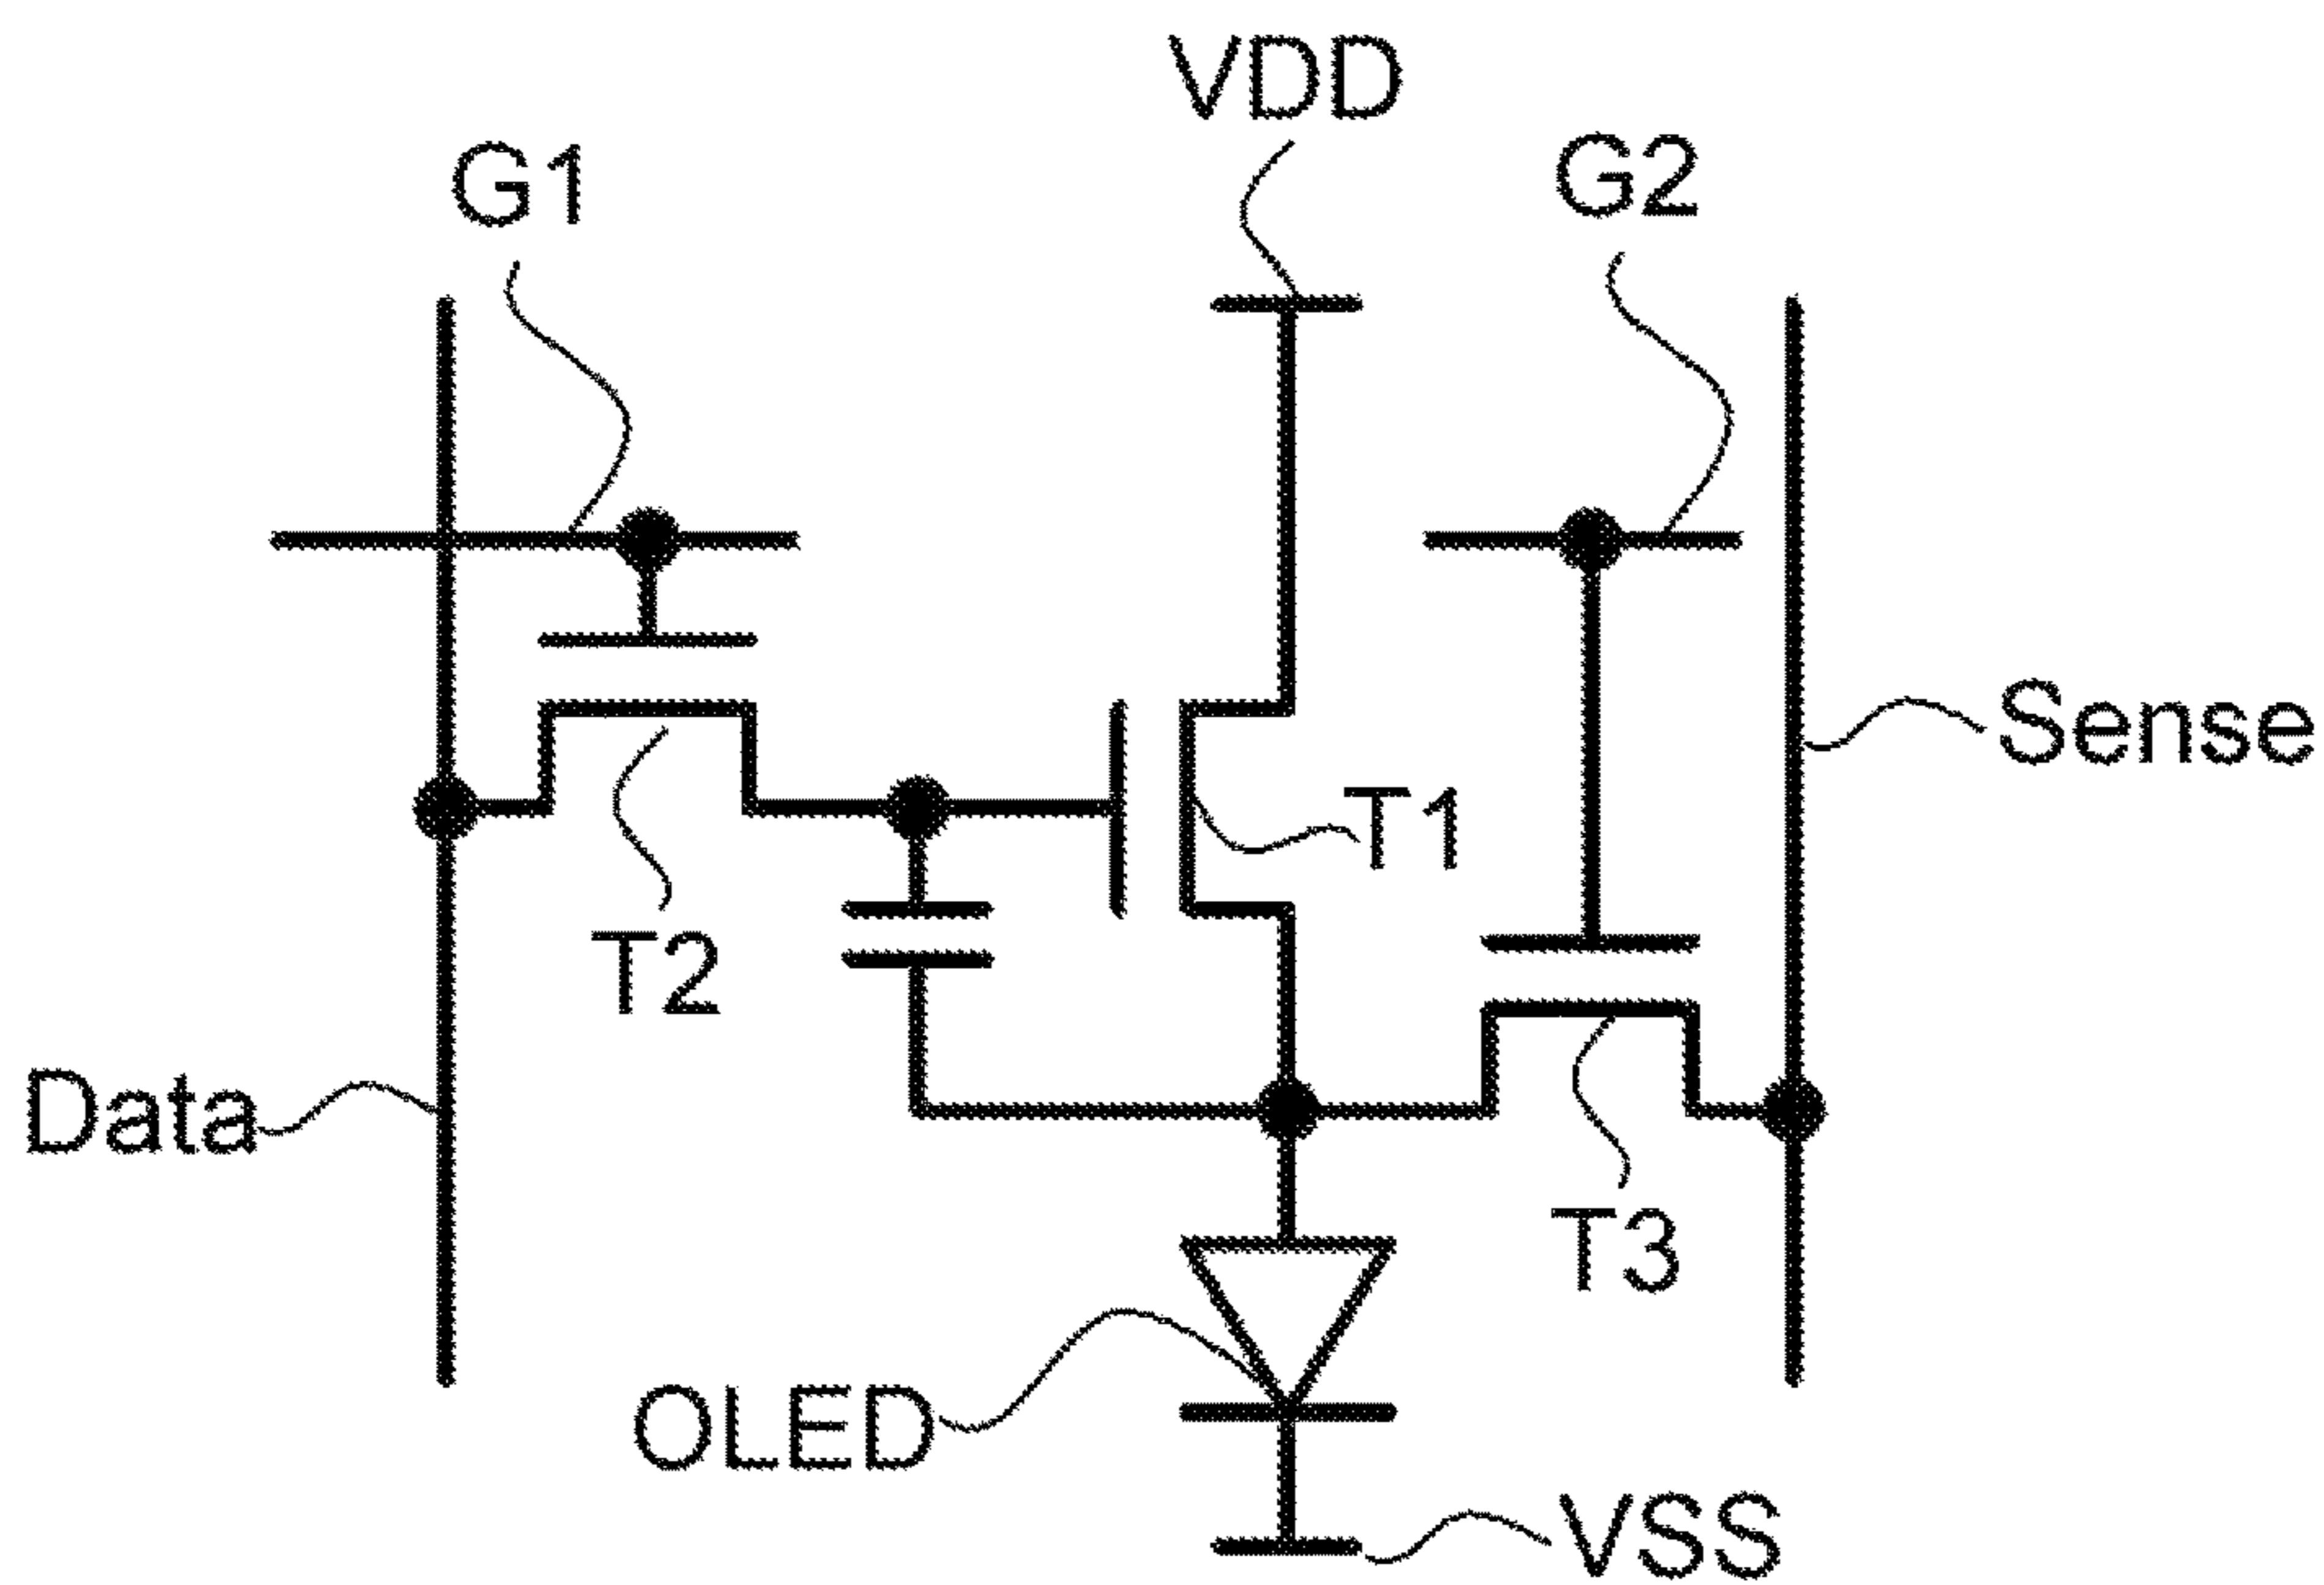 VDD
G1
G2
Sense
T1
T2
Data
T3
OLED
VSS